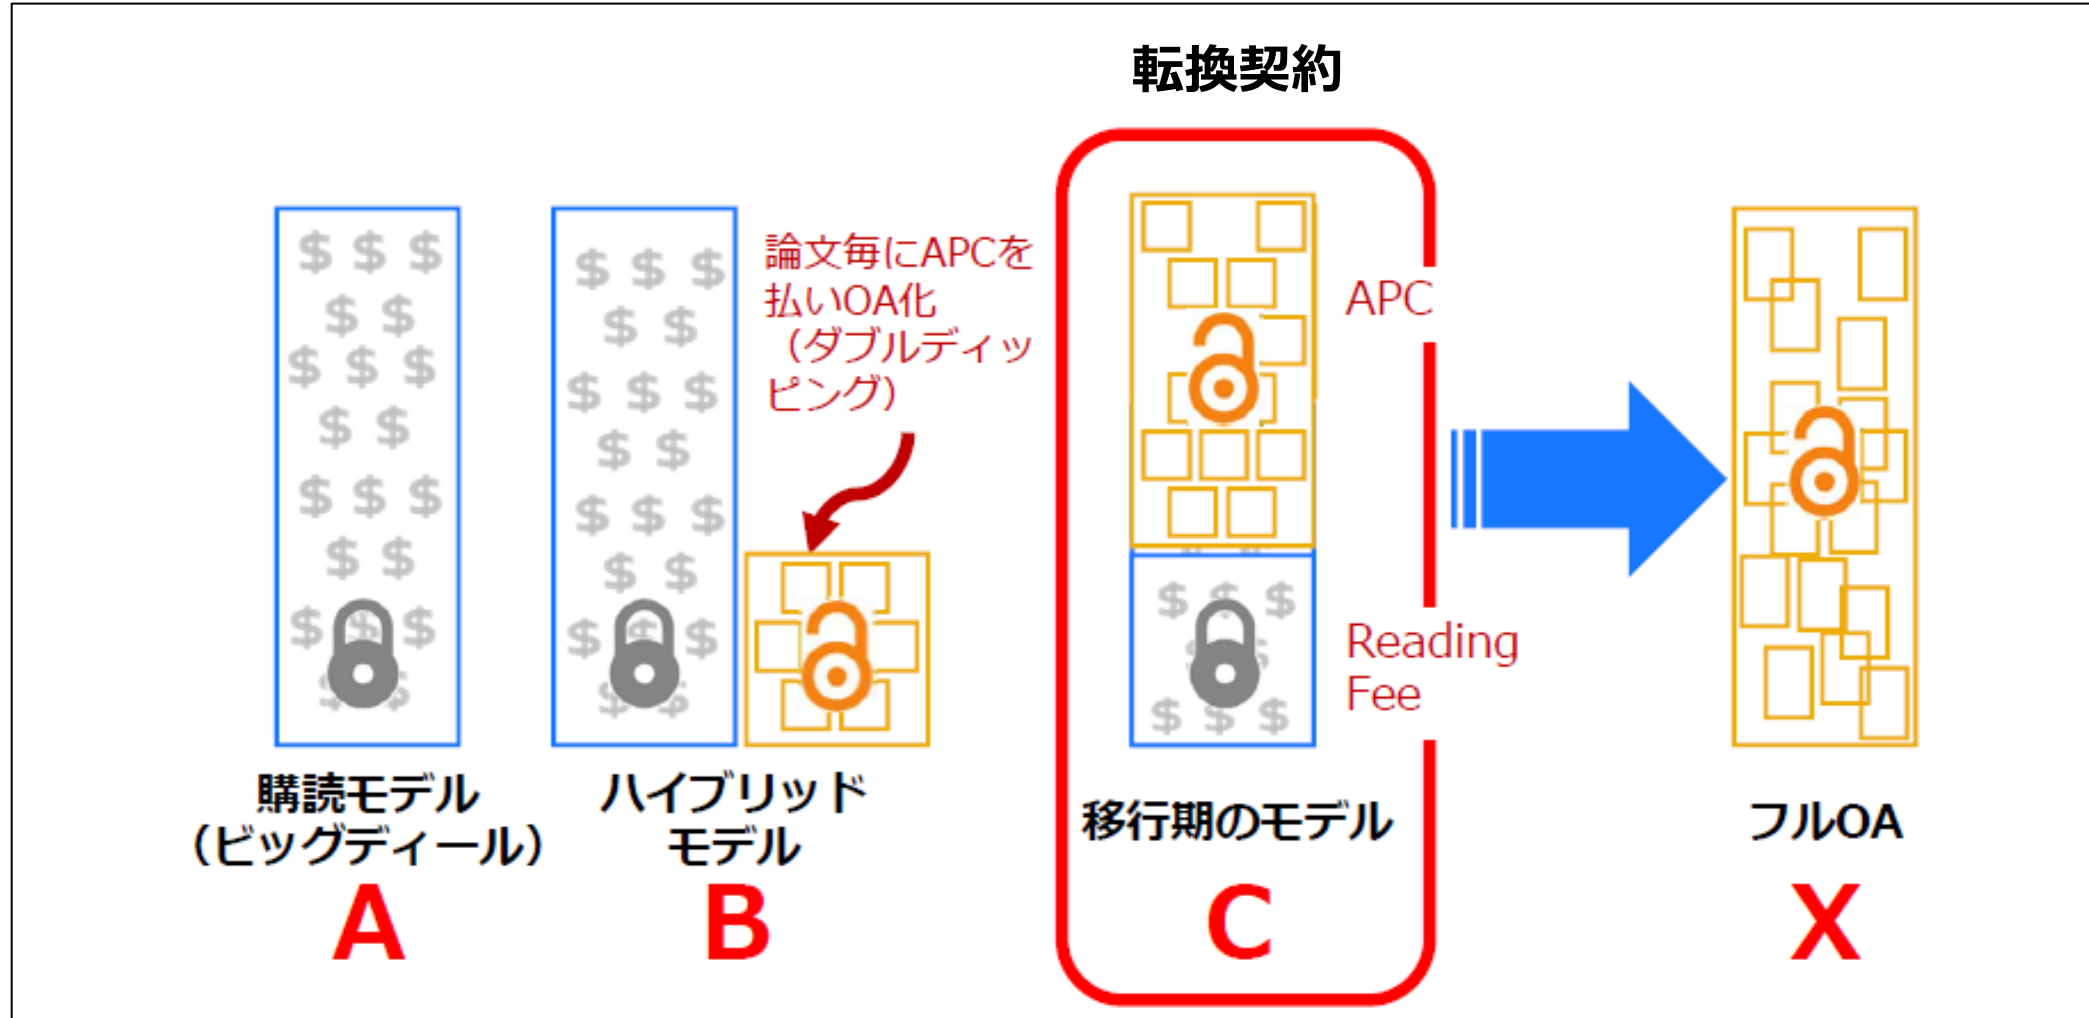 転換契約
論文毎にAPCを
払いOA化
（ダブルディッ
ピング）
APC
Reading
Fee
購読モデル
（ビッグディール）
A
ハイブリッド
モデル
B
移行期のモデル
C
フルOA
X